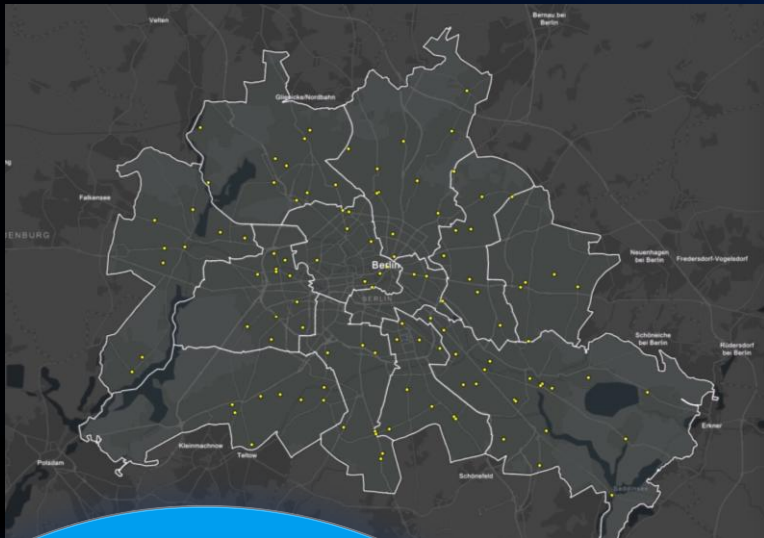 Velten
Bernau bei
Berlin
Glienicke/Nordbahn
Falkensee
ENBURG
Berlin
BERLIN
Neuenhagen
bei Berlin
Fredersdorf-Vogelsdorf
Schöneiche
bei Berlin
Rüdersdorf
bei Berlin
Erkner
Kleinmachnow
Teltow
Potsdam
Schönefeld